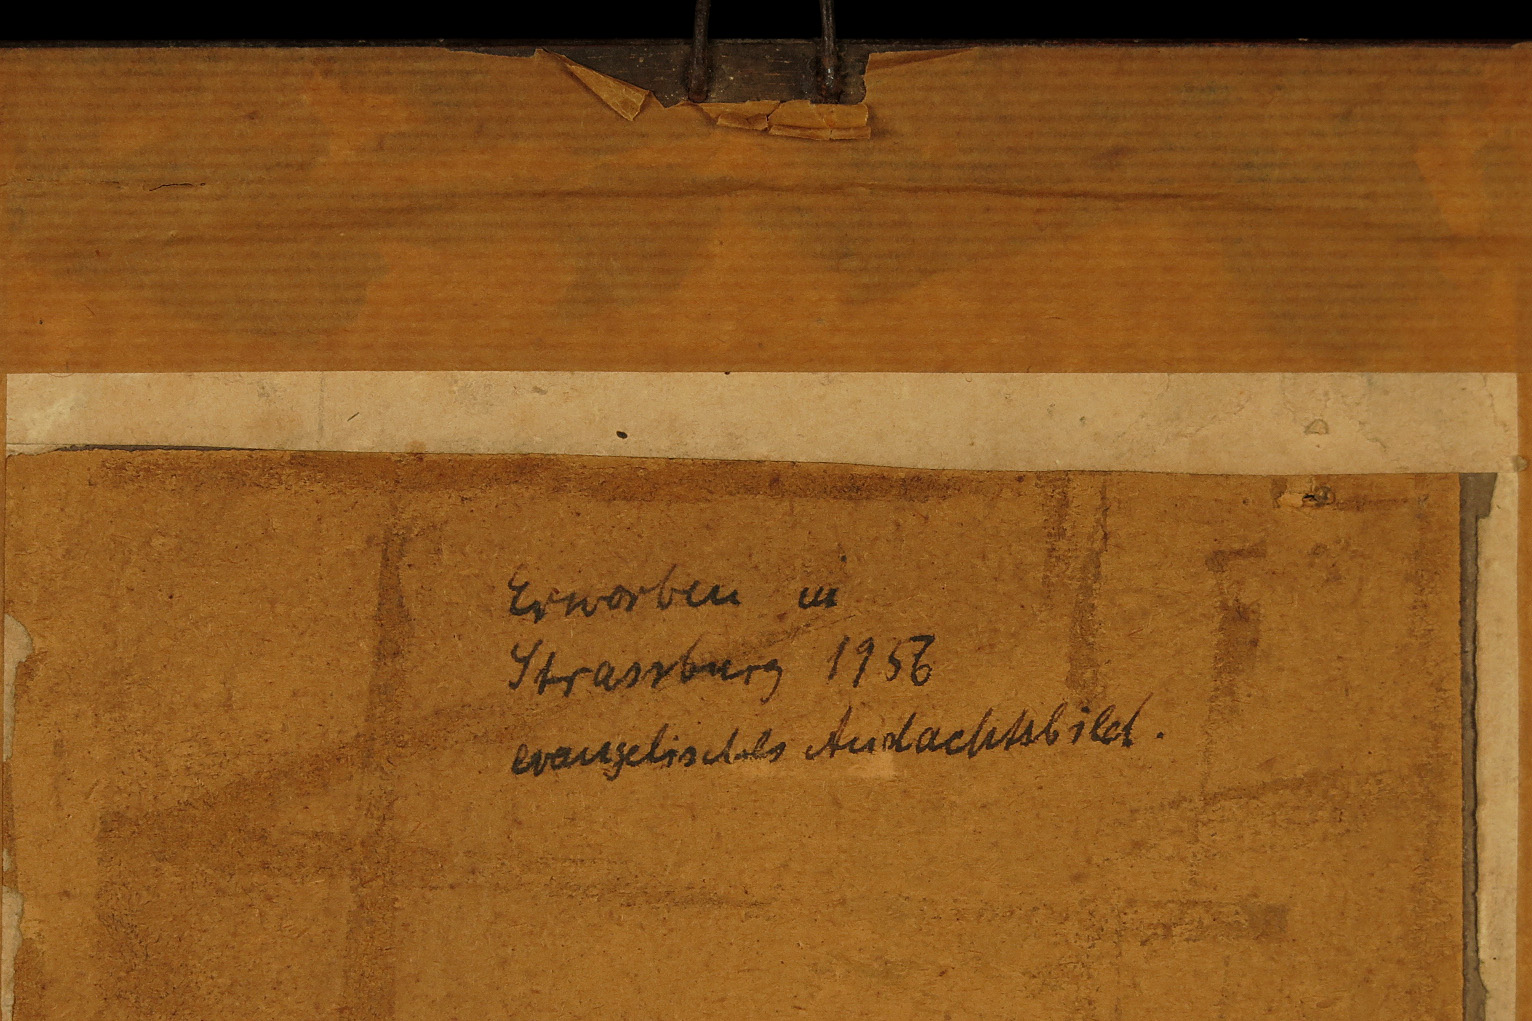 Erworben in
Strassburg 1956
evangelisches Andachtsbild.